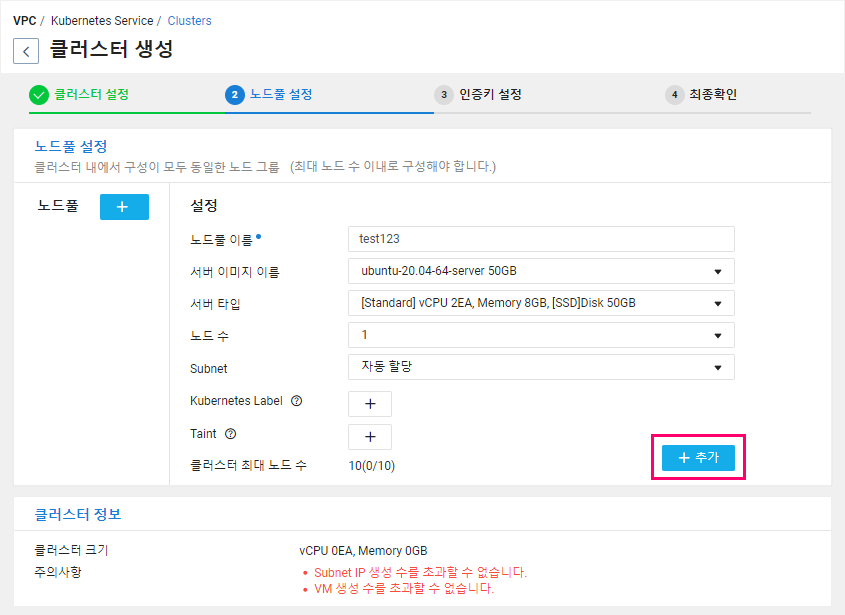 VPC / Kubernetes Service / Clusters
클러스터 생성
클러스터 설정
2 노드풀 설정
3 인증키 설정
4 최종확인
노드풀 설정
클러스터 내에서 구성이 모두 동일한 노드 그룹 (최대 노드 수 이내로 구성해야 합니다.)
노드풀 +
설정
노드풀 이름 test123
서버 이미지 이름 ubuntu-20.04-64-server 50GB
서버 타입 [Standard] vCPU 2EA, Memory 8GB, [SSD]Disk 50GB
노드 수 1
Subnet 자동 할당
Kubernetes Label ? +
Taint ? +
클러스터 최대 노드 수 10(0/10)
+ 추가
클러스터 정보
클러스터 크기 vCPU 0EA, Memory 0GB
주의사항 • Subnet IP 생성 수를 초과할 수 없습니다.
• VM 생성 수를 초과할 수 없습니다.